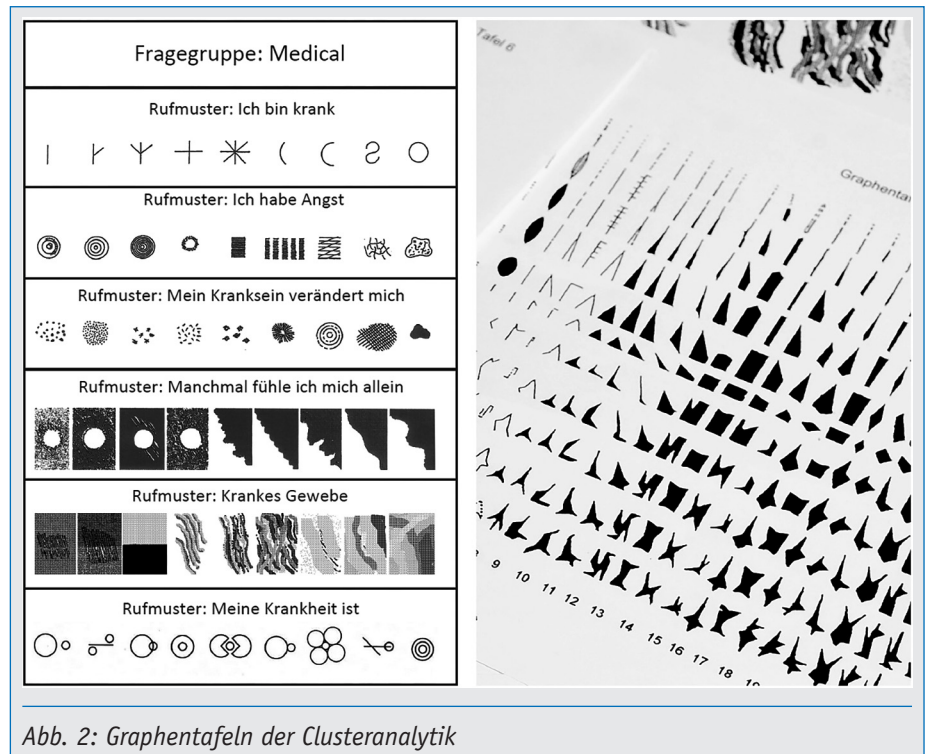 Fragegruppe: Medical
Rufmuster: Ich bin krank
Rufmuster: Ich habe Angst
Rufmuster: Mein Kranksein verändert mich
Rufmuster: Manchmal fühle ich mich allein
Rufmuster: Krankes Gewebe
Rufmuster: Meine Krankheit ist
Tafel 6
Graphentaf
9 10 11 12 13 14 15 16 17 18
Abb. 2: Graphentafeln der Clusteranalytik